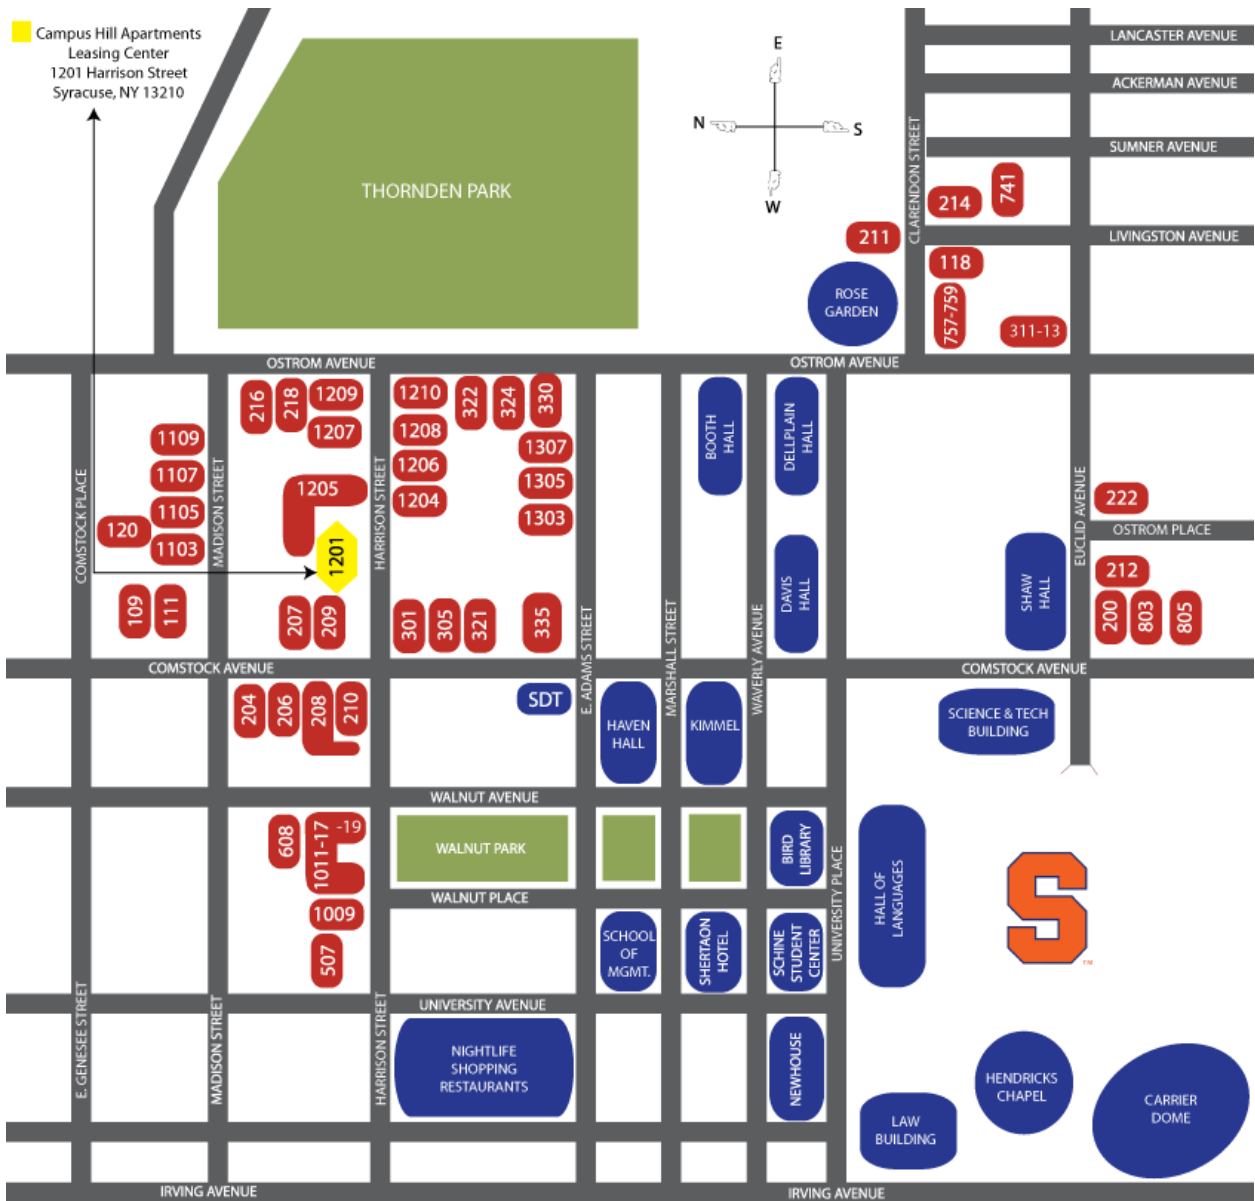 Campus Hill Apartments
Leasing Center
1201 Harrison Street
Syracuse, NY 13210
THORNDEN PARK
E
N
S
W
CLARENDON STREET
LANCASTER AVENUE
ACKERMAN AVENUE
SUMNER AVENUE
741
214
LIVINGSTON AVENUE
211
118
ROSE
GARDEN
757-759
311-13
OSTROM AVENUE
OSTROM AVENUE
COMSTOCK PLACE
MADISON STREET
HARRISON STREET
216
218
1209
1207
1109
1107
1105
1103
120
109
111
1205
1201
207
209
1210
1208
1206
1204
322
324
330
1307
1305
1303
301
305
321
335
E. ADAMS STREET
MARSHALL STREET
WAVERLY AVENUE
BOOTH
HALL
DELLPLAIN
HALL
DAVIS
HALL
SHAW
HALL
EUCLID AVENUE
222
OSTROM PLACE
212
200
803
805
COMSTOCK AVENUE
COMSTOCK AVENUE
204
206
208
210
SDT
HAVEN
HALL
KIMMEL
SCIENCE & TECH
BUILDING
WALNUT AVENUE
608
1011-17
-19
1009
507
WALNUT PARK
BIRD
LIBRARY
UNIVERSITY PLACE
HALL OF
LANGUAGES
S
TM
WALNUT PLACE
SCHOOL
OF
MGMT.
SHERTAON
HOTEL
SCHINE
STUDENT
CENTER
UNIVERSITY AVENUE
E. GENESEE STREET
MADISON STREET
HARRISON STREET
NIGHTLIFE
SHOPPING
RESTAURANTS
NEWHOUSE
HENDRICKS
CHAPEL
LAW
BUILDING
CARRIER
DOME
IRVING AVENUE
IRVING AVENUE